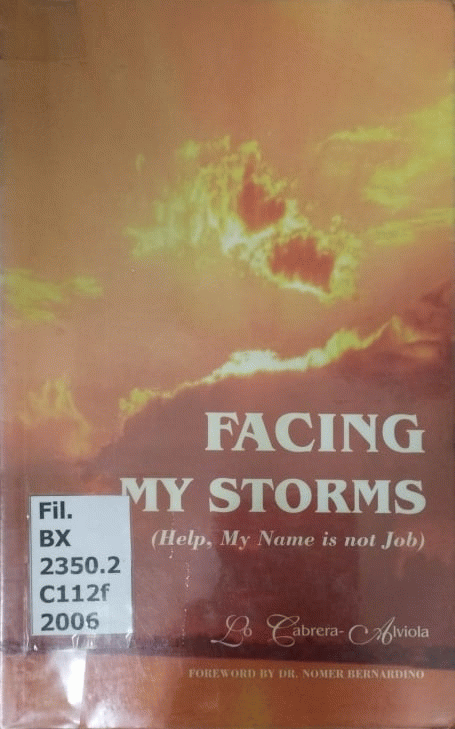 FACING
MY STORMS
(Help, My Name is not Job)
Fil.
BX
2350.2
C112f
2006
Lo Cabrera-Alviola
FOREWORD BY DR. NOMER BERNARDINO